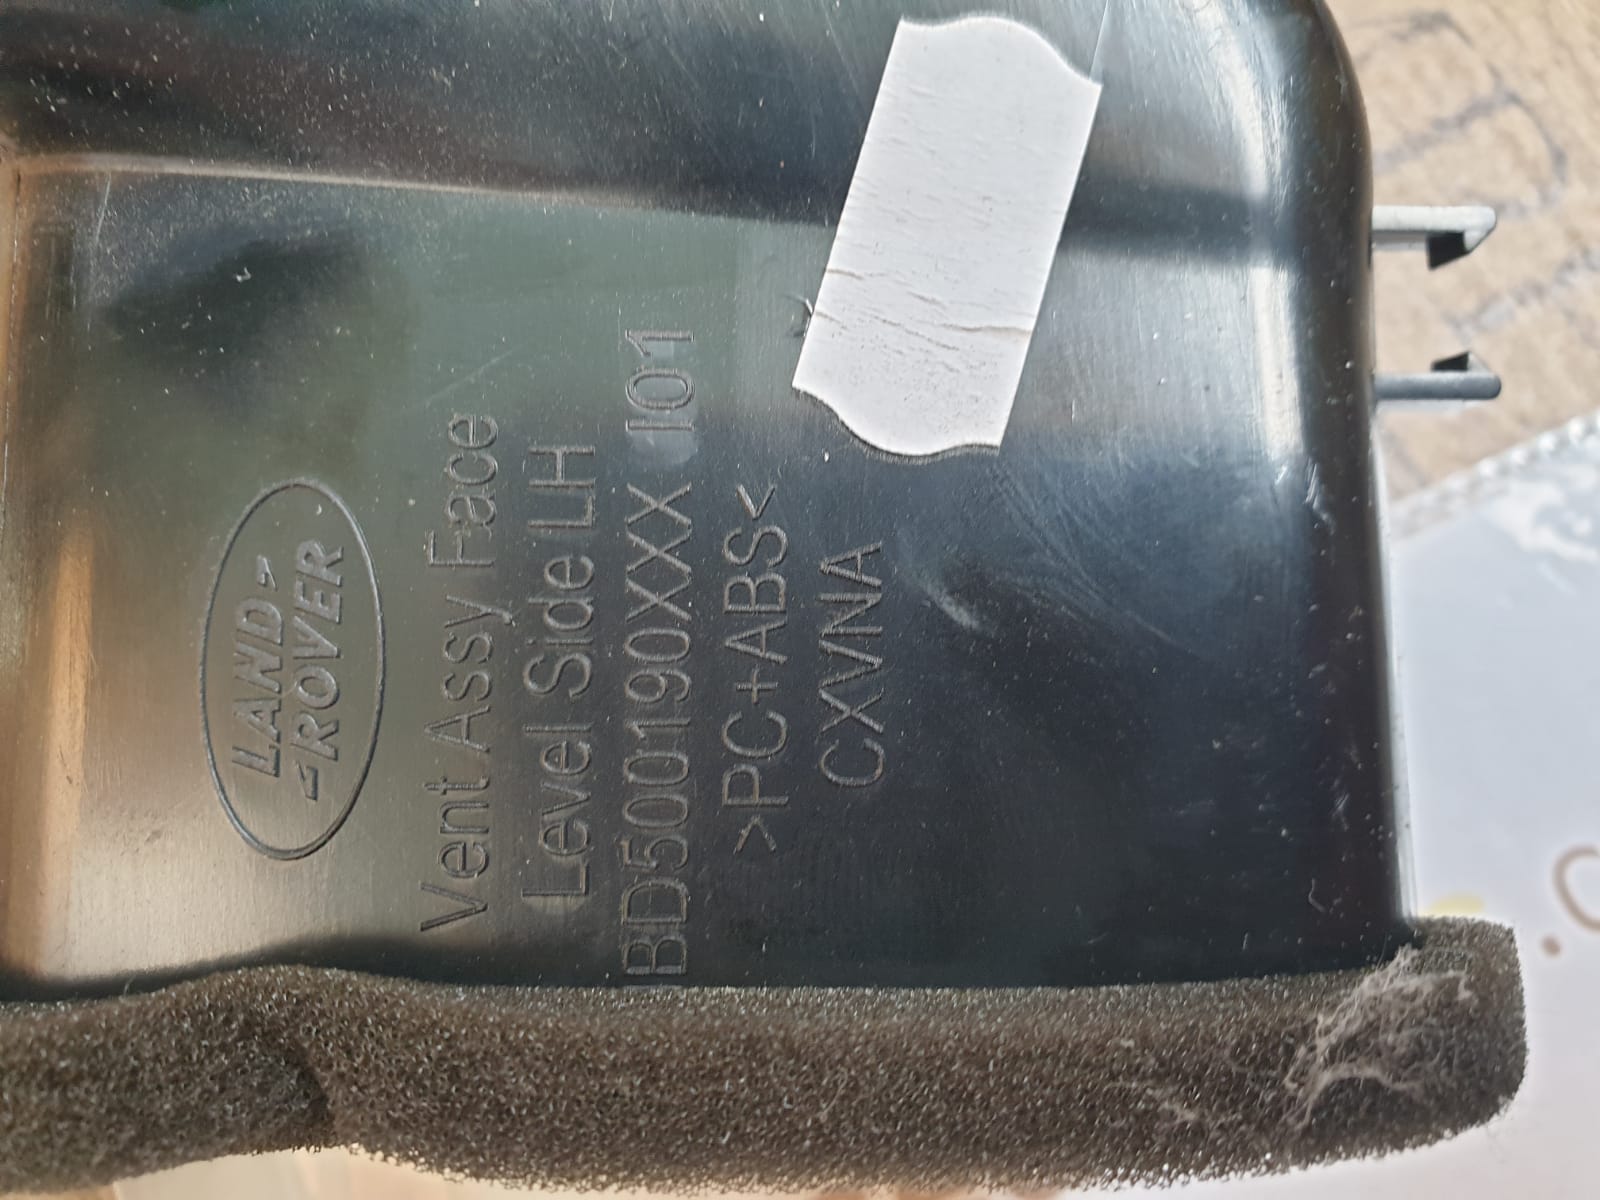 LAND
ROVER
Vent Assy Face
Level Side LH
BD500190XXX I01
>PC+ABS<
CXVNA